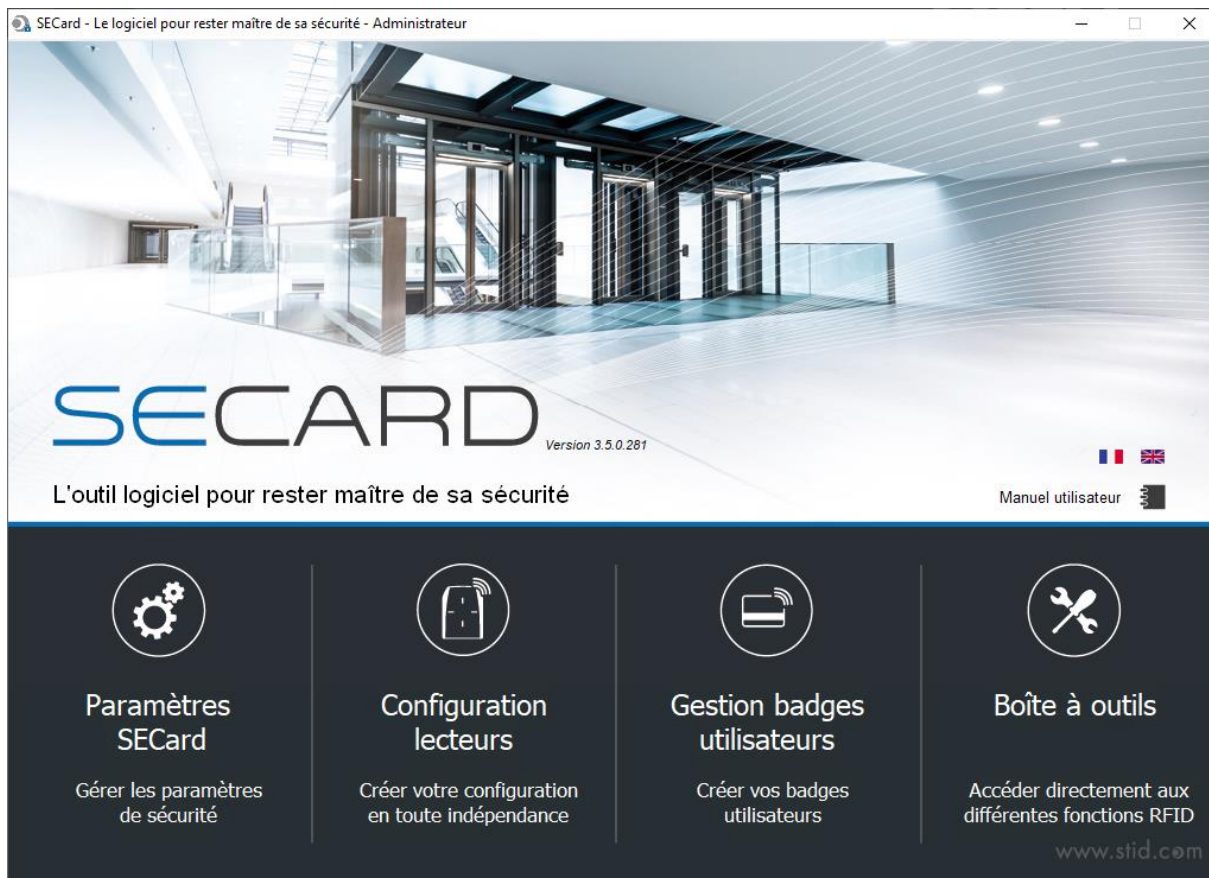 SECard - Le logiciel pour rester maître de sa sécurité - Administrateur
SECARD
Version 3.5.0.281
L'outil logiciel pour rester maître de sa sécurité
Manuel utilisateur
Paramètres
SECard
Gérer les paramètres
de sécurité
Configuration
lecteurs
Créer votre configuration
en toute indépendance
Gestion badges
utilisateurs
Créer vos badges
utilisateurs
Boîte à outils
Accéder directement aux
différentes fonctions RFID
www.stid.com